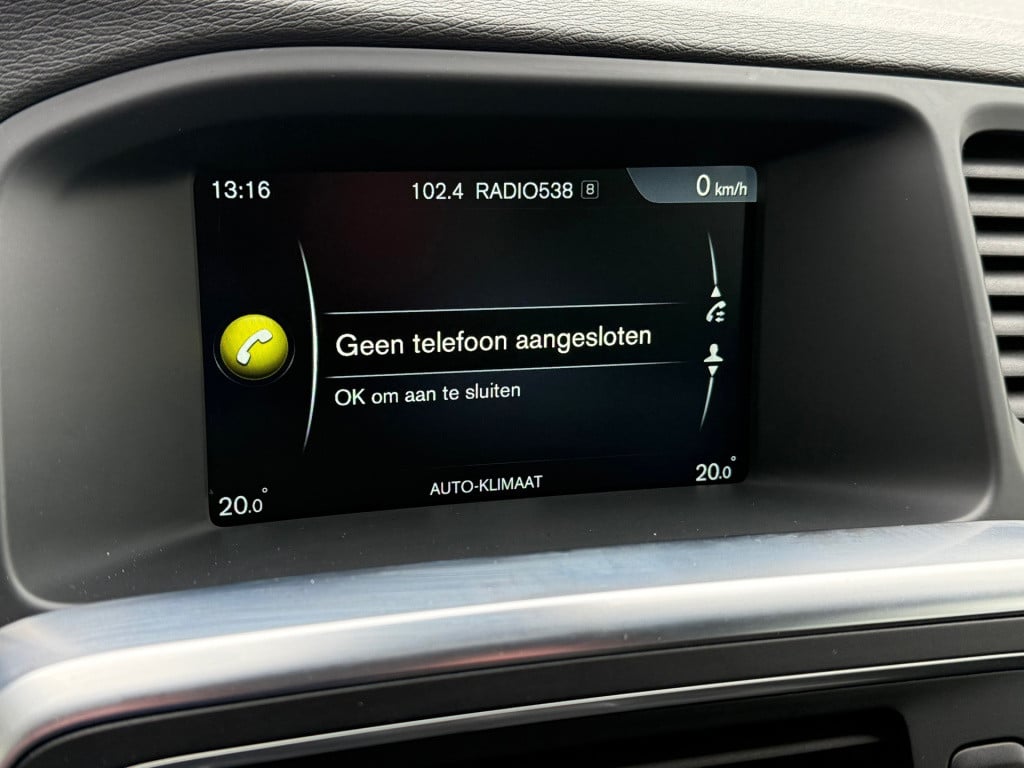 13:16 102.4 RADIO538 8 0 km/h
Geen telefoon aangesloten
OK om aan te sluiten
20.0° AUTO-KLIMAAT 20.0°